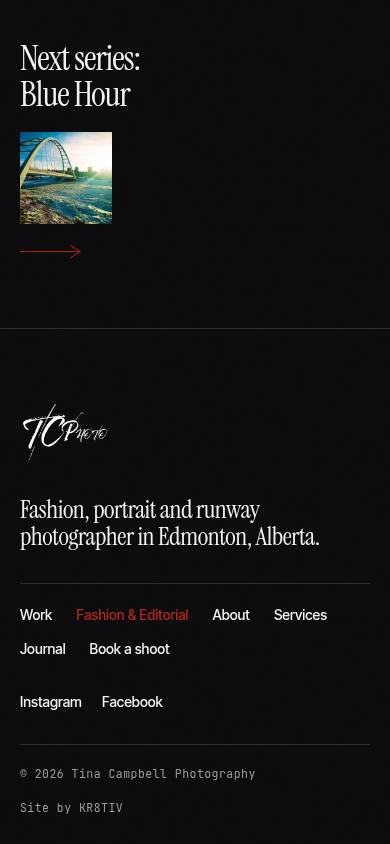 Next series:
Blue Hour
TCPHOTO
Fashion, portrait and runway
photographer in Edmonton, Alberta.
Work Fashion & Editorial About Services
Journal Book a shoot
Instagram Facebook
© 2026 Tina Campbell Photography
Site by KR8TIV